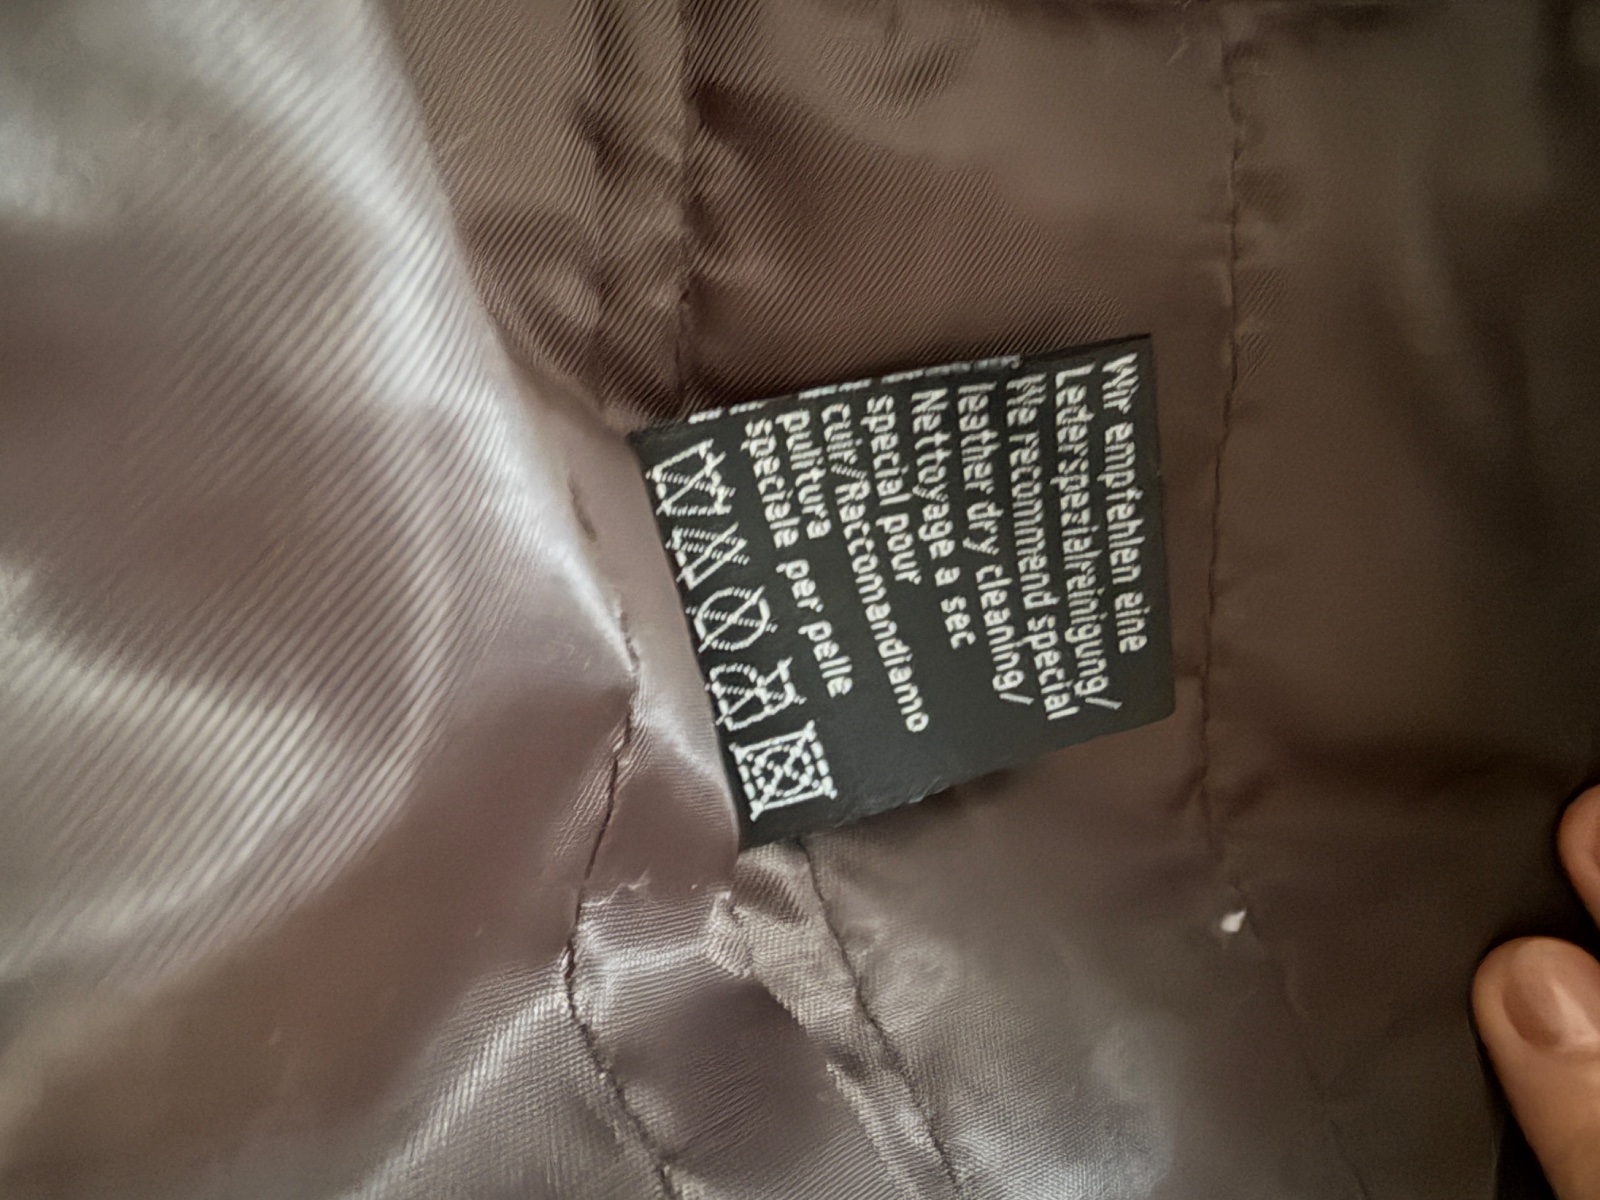 Wir empfehlen eine
Lederspezialreinigung/
We recommend special
leather dry cleaning/
Nettoyage a sec
special pour
cuir/Raccomandiamo
pulitura
speciale per pelle